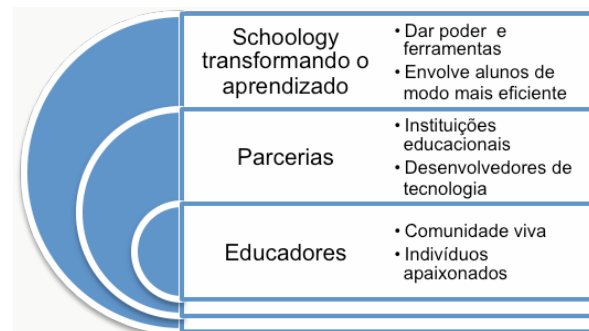 Schoology
transformando o
aprendizado
• Dar poder e
ferramentas
• Envolve alunos de
modo mais eficiente
Parcerias
• Instituições
educacionais
• Desenvolvedores de
tecnologia
Educadores
• Comunidade viva
• Indivíduos
apaixonados